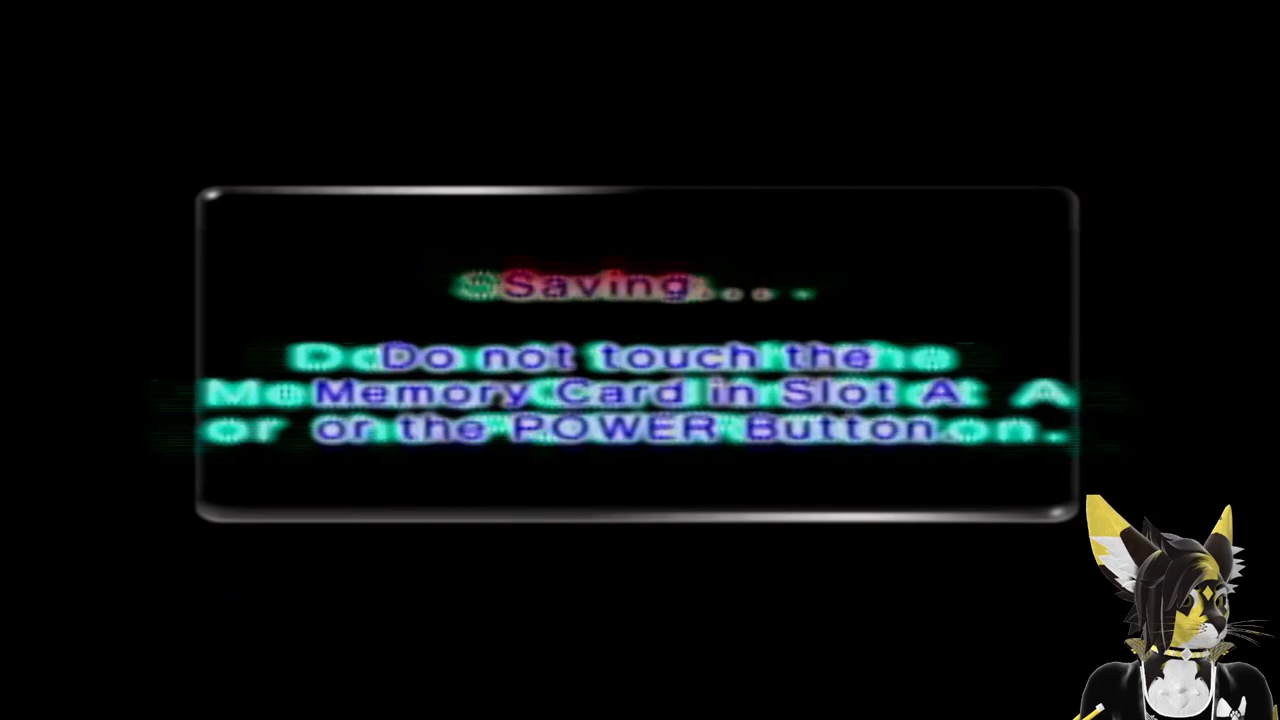 Saving....
Do not touch the
Memory Card in Slot A
or the POWER Button.